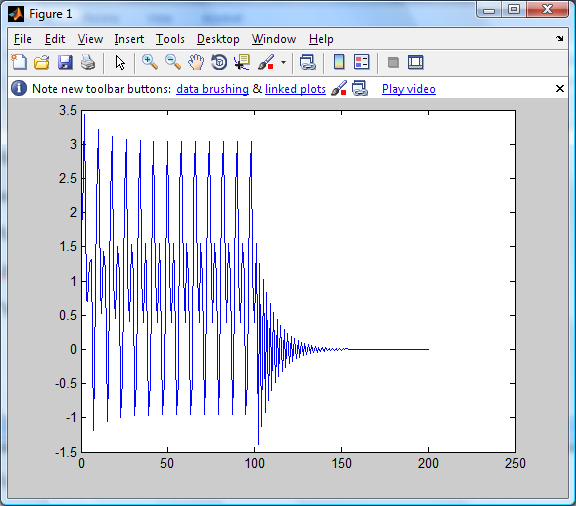 Figure 1
File Edit View Insert Tools Desktop Window Help
Note new toolbar buttons: data brushing & linked plots Play video
3.5
3
2.5
2
1.5
1
0.5
0
-0.5
-1
-1.5
0 50 100 150 200 250